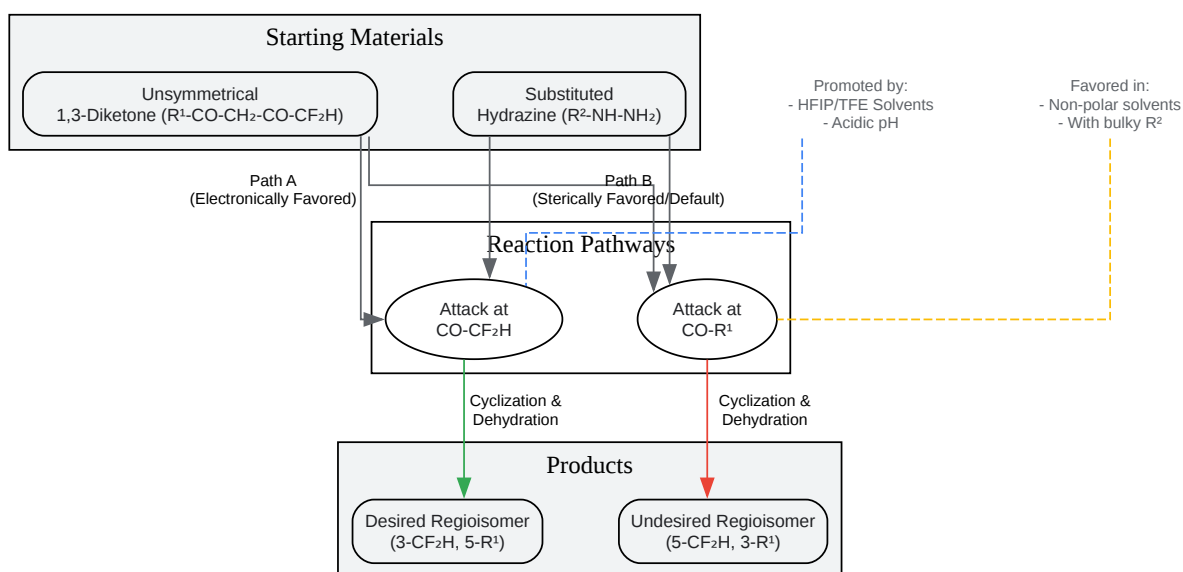 Starting Materials
Unsymmetrical
1,3-Diketone (R¹-CO-CH₂-CO-CF₂H)
Substituted
Hydrazine (R²-NH-NH₂)
Promoted by:
- HFIP/TFE Solvents
- Acidic pH
Favored in:
- Non-polar solvents
- With bulky R²
Path A
(Electronically Favored)
Path B
(Sterically Favored/Default)
Reaction Pathways
Attack at
CO-CF₂H
Attack at
CO-R¹
Cyclization &
Dehydration
Cyclization &
Dehydration
Products
Desired Regioisomer
(3-CF₂H, 5-R¹)
Undesired Regioisomer
(5-CF₂H, 3-R¹)